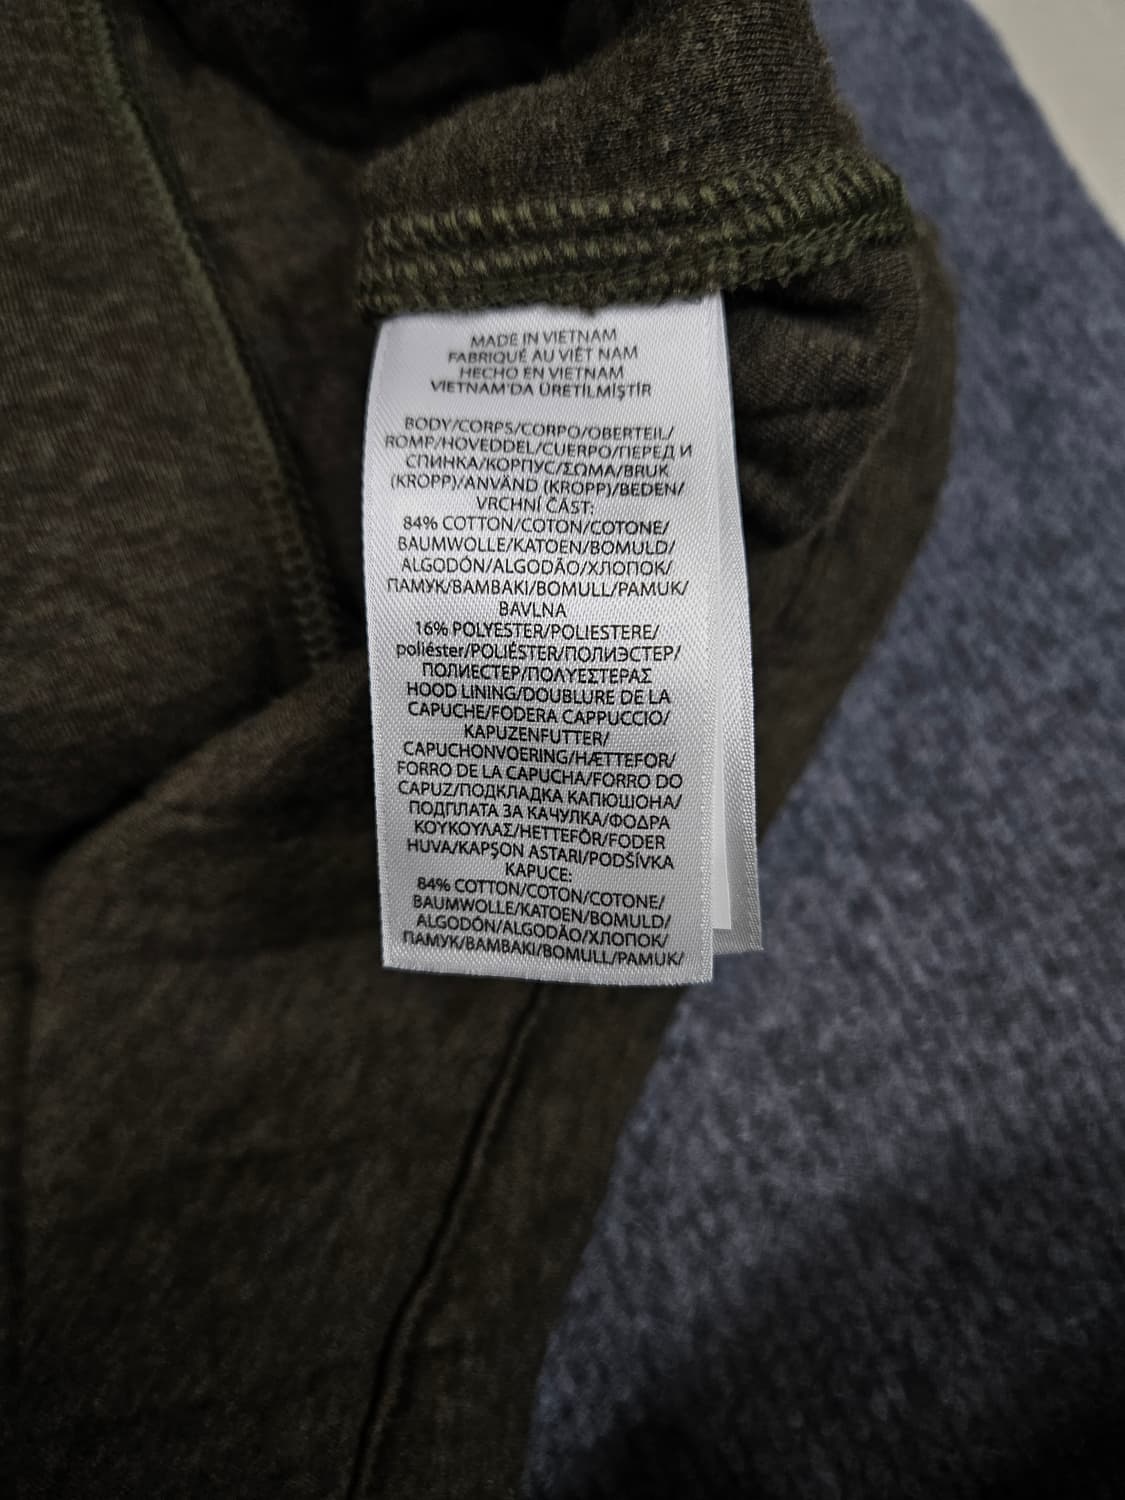 MADE IN VIETNAM
FABRIQUÉ AU VIÊT NAM
HECHO EN VIETNAM
VIETNAM'DA ÜRETİLMİŞTİR
BODY/CORPS/CORPO/OBERTEIL/
ROMP/HOVEDDEL/CUERPO/ПЕРЕД И
СПИНКА/КОРПУС/ΣΩΜΑ/BRUK
(KROPP)/ANVÄND (KROPP)/BEDEN/
VRCHNÍ ČÁST:
84% COTTON/COTON/COTONE/
BAUMWOLLE/KATOEN/BOMULD/
ALGODÓN/ALGODÃO/ХЛОПОК/
ПАМУК/ΒΑΜΒΑΚΙ/BOMULL/PAMUK/
BAVLNA
16% POLYESTER/POLIESTERE/
poliéster/POLIÉSTER/ПОЛИЭСТЕР/
ПОЛИЕСТЕР/ΠΟΛΥΕΣΤΕΡΑΣ
HOOD LINING/DOUBLURE DE LA
CAPUCHE/FODERA CAPPUCCIO/
KAPUZENFUTTER/
CAPUCHONVOERING/HÆTTEFOR/
FORRO DE LA CAPUCHA/FORRO DO
CAPUZ/ПОДКЛАДКА КАПЮШОНА/
ПОДПЛАТА ЗА КАЧУЛКА/ΦΟΔΡΑ
ΚΟΥΚΟΥΛΑΣ/HETTEFÔR/FODER
HUVA/KAPŞON ASTARI/PODŠÍVKA
KAPUCE:
84% COTTON/COTON/COTONE/
BAUMWOLLE/KATOEN/BOMULD/
ALGODÓN/ALGODÃO/ХЛОПОК/
ПАМУК/ΒΑΜΒΑΚΙ/BOMULL/PAMUK/